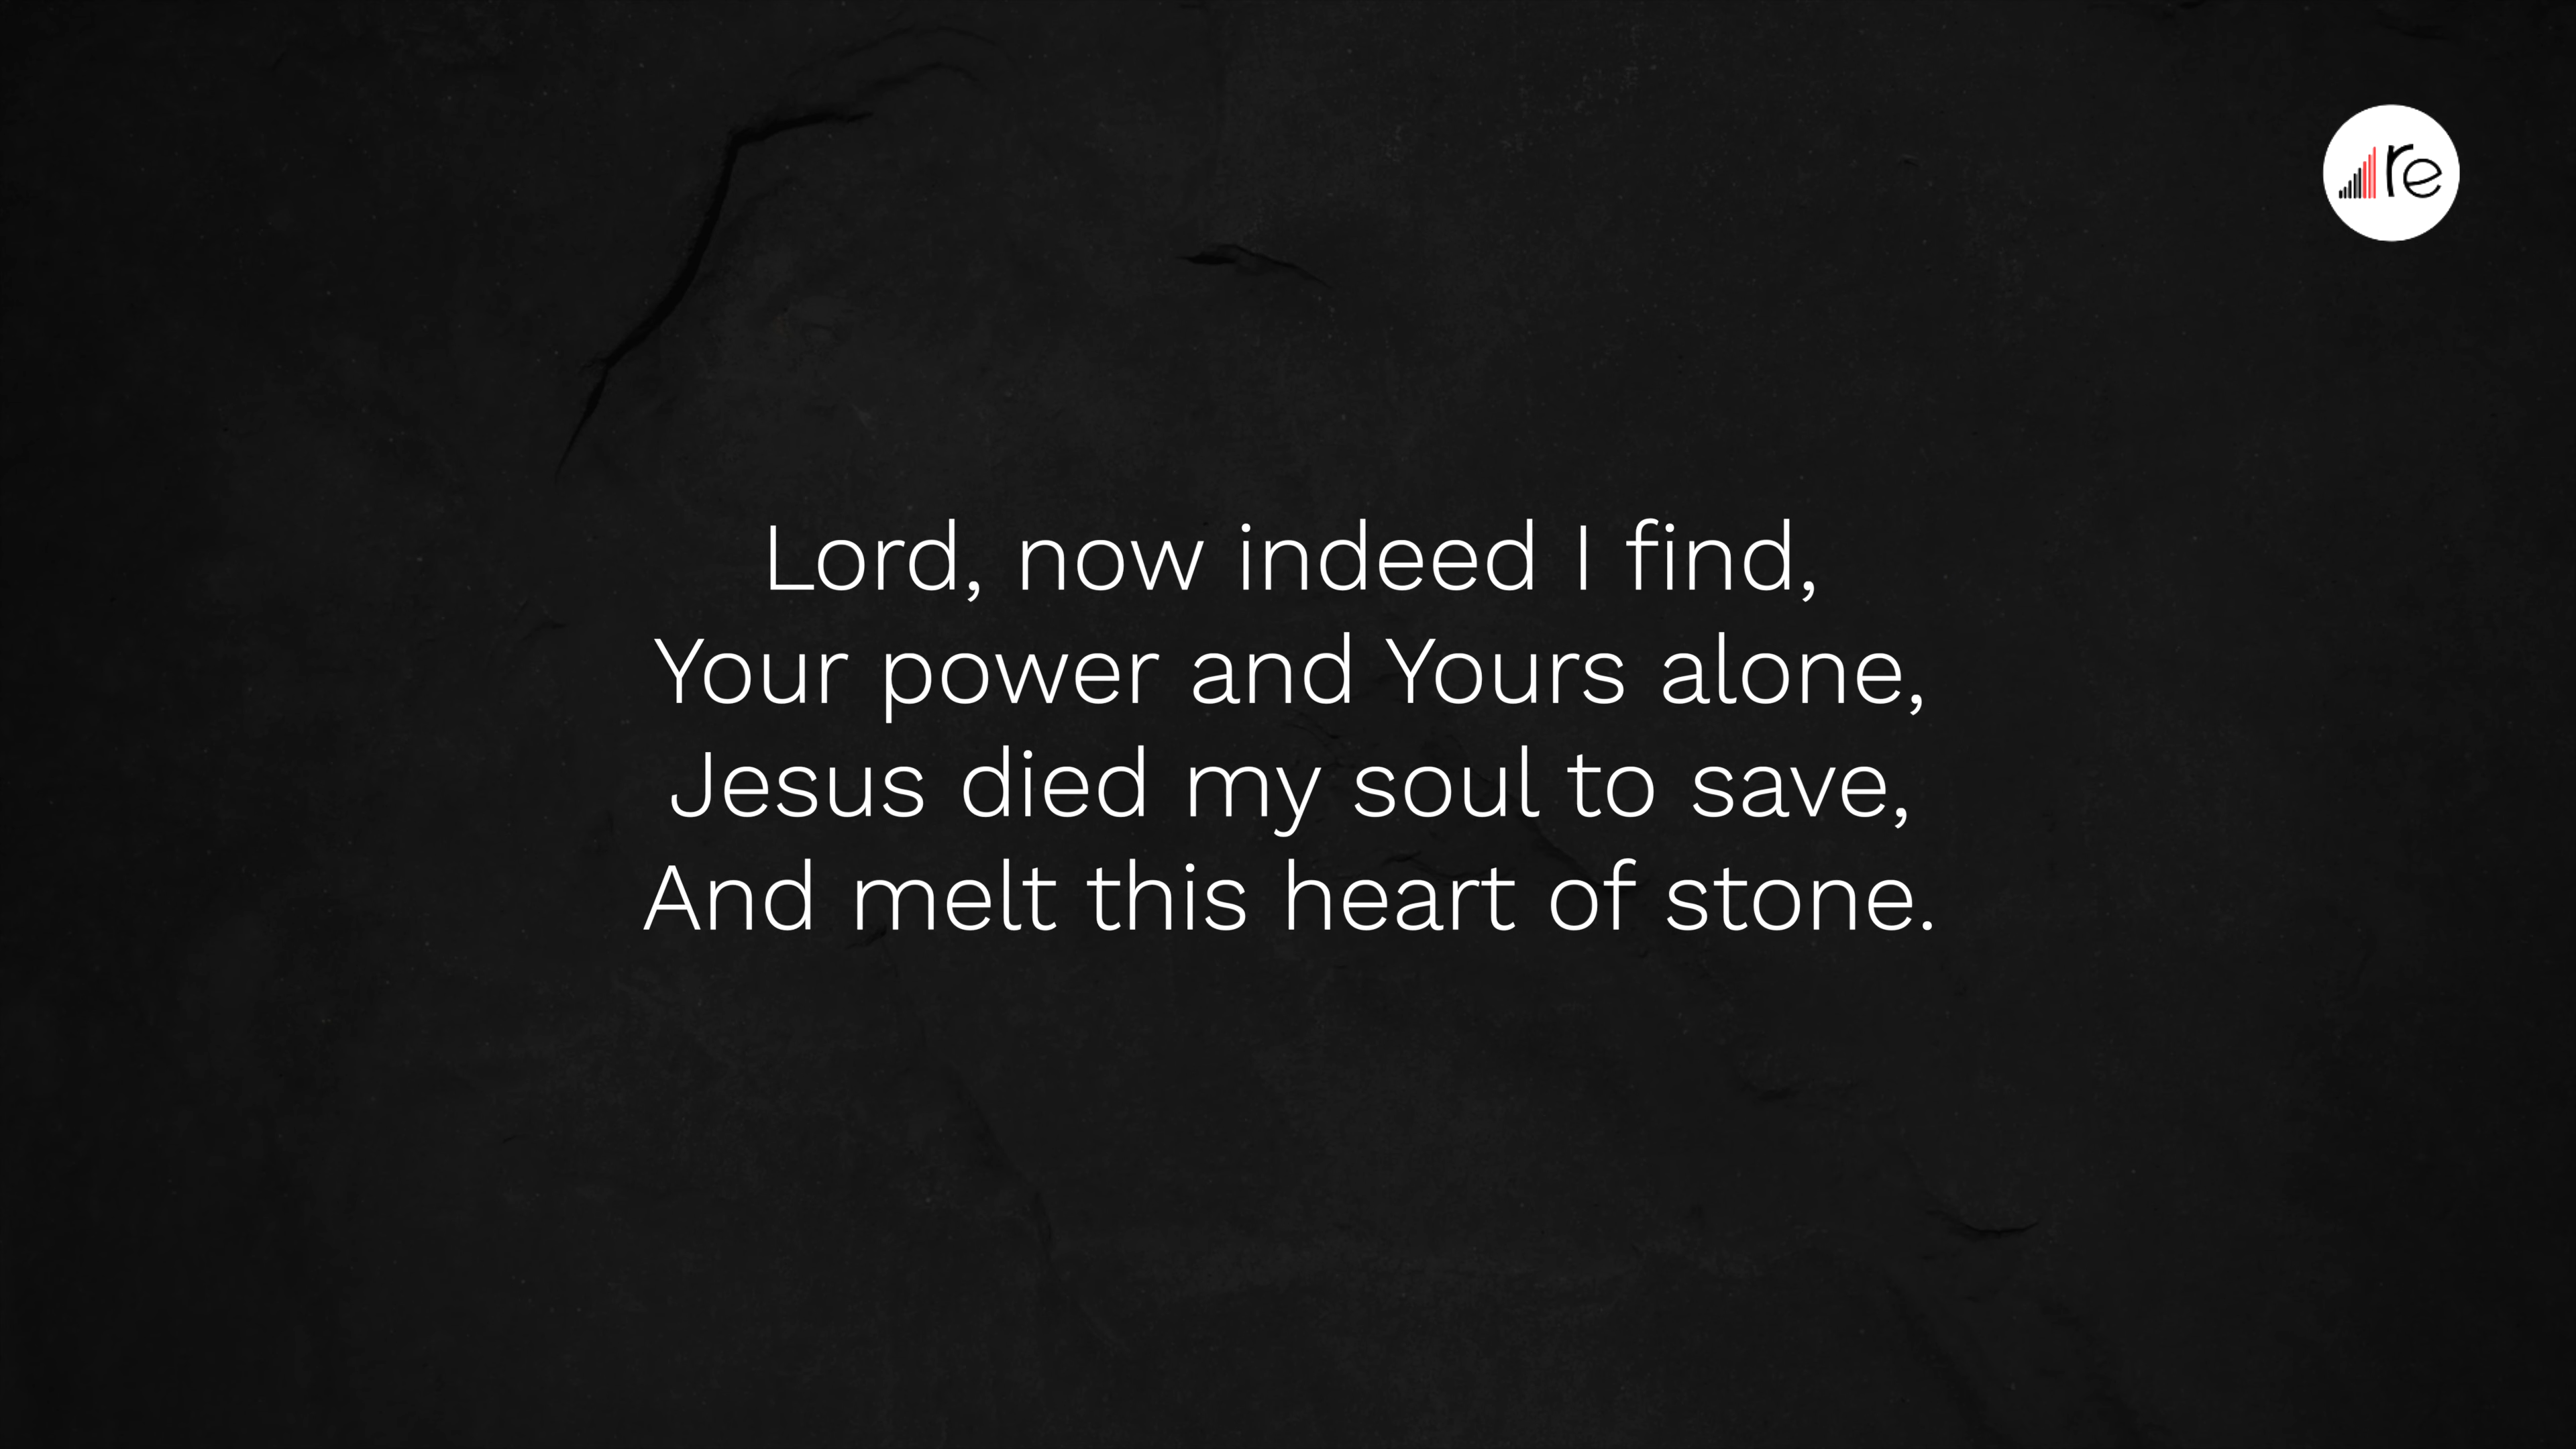 re
Lord, now indeed I find,
Your power and Yours alone,
Jesus died my soul to save,
And melt this heart of stone.